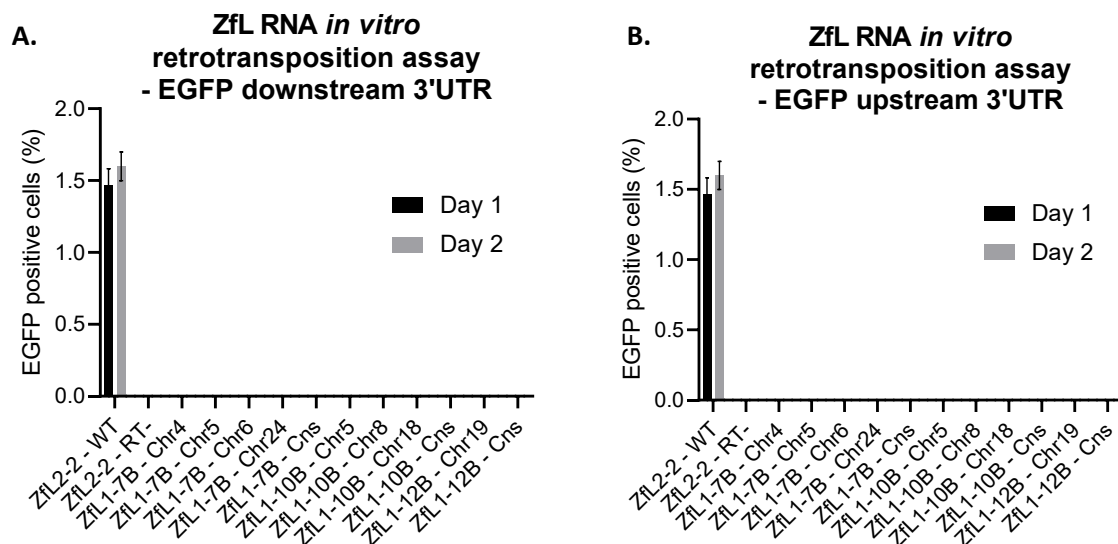 A.
ZfL RNA in vitro
retrotransposition assay
- EGFP downstream 3'UTR
EGFP positive cells (%)
2.0
1.5
1.0
0.5
0.0
Day 1
Day 2
ZfL2-2 - WT
ZfL2-2 - RT-
ZfL1-7B - Chr4
ZfL1-7B - Chr5
ZfL1-7B - Chr6
ZfL1-7B - Chr24
ZfL1-7B - Cns
ZfL1-10B - Chr5
ZfL1-10B - Chr8
ZfL1-10B - Chr18
ZfL1-10B - Cns
ZfL1-12B - Chr19
ZfL1-12B - Cns
B.
ZfL RNA in vitro
retrotransposition assay
- EGFP upstream 3'UTR
EGFP positive cells (%)
2.0
1.5
1.0
0.5
0.0
Day 1
Day 2
ZfL2-2 - WT
ZfL2-2 - RT-
ZfL1-7B - Chr4
ZfL1-7B - Chr5
ZfL1-7B - Chr6
ZfL1-7B - Chr24
ZfL1-7B - Cns
ZfL1-10B - Chr5
ZfL1-10B - Chr8
ZfL1-10B - Chr18
ZfL1-10B - Cns
ZfL1-12B - Chr19
ZfL1-12B - Cns